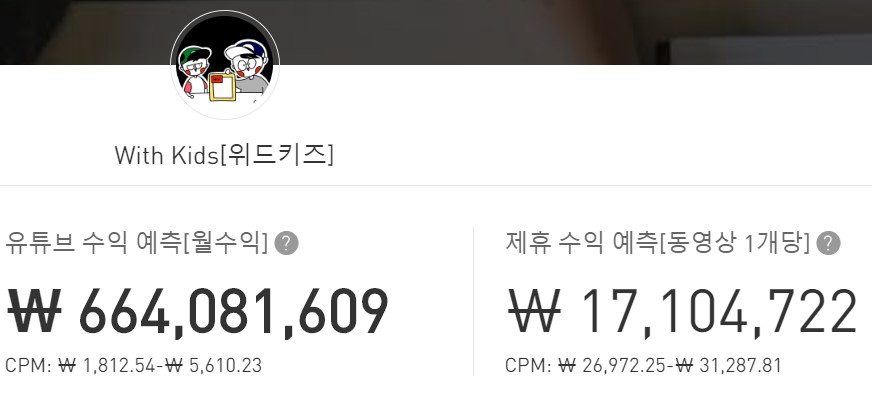 With Kids[위드키즈]
유튜브 수익 예측[월수익] ?
₩ 664,081,609
CPM: ₩ 1,812.54-₩ 5,610.23
제휴 수익 예측[동영상 1개당] ?
₩ 17,104,722
CPM: ₩ 26,972.25-₩ 31,287.81